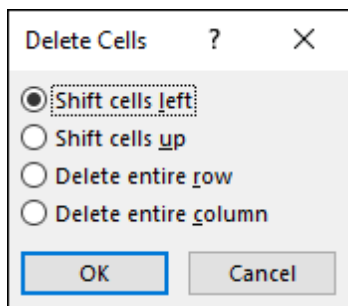 Delete Cells ?
Shift cells left
Shift cells up
Delete entire row
Delete entire column
OK Cancel